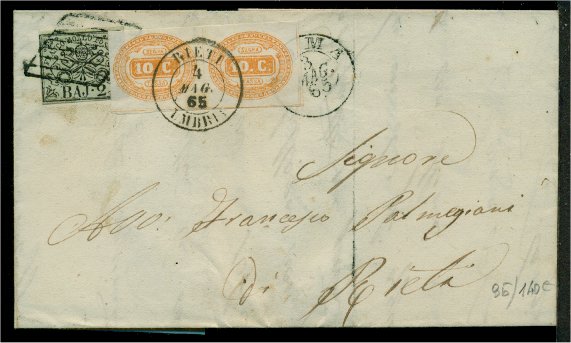 BAJ. 2
10. C.
10. C.
RIETI
4
MAG.
65
UMBRIA
MA
MAG
65
Signore
Avv. Francesco Palmegiani
Di Rieti
95/140 €